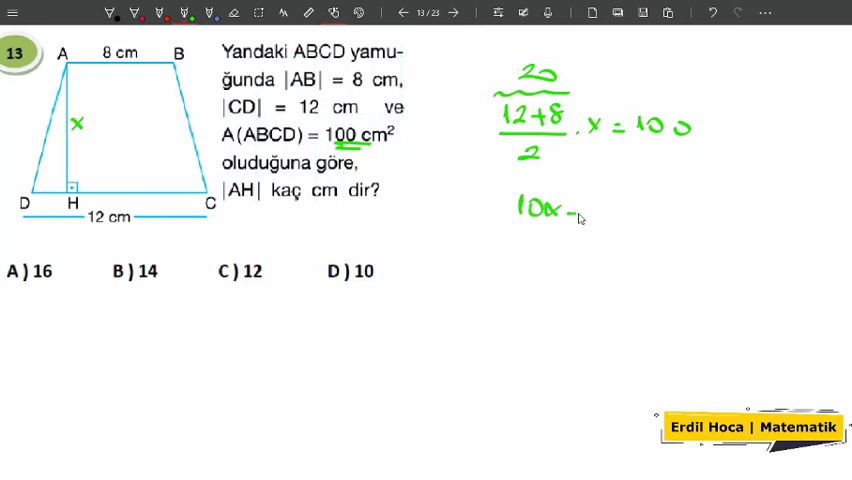 13/23
13
A
8 cm
B
x
D
H
C
12 cm
Yandaki ABCD yamu-
ğunda |AB| = 8 cm,
|CD| = 12 cm ve
A(ABCD) = 100 cm²
oluduğuna göre,
|AH| kaç cm dir?
20
12+8
2
. x = 100
10x =
A ) 16 B ) 14 C ) 12 D ) 10
Erdil Hoca | Matematik